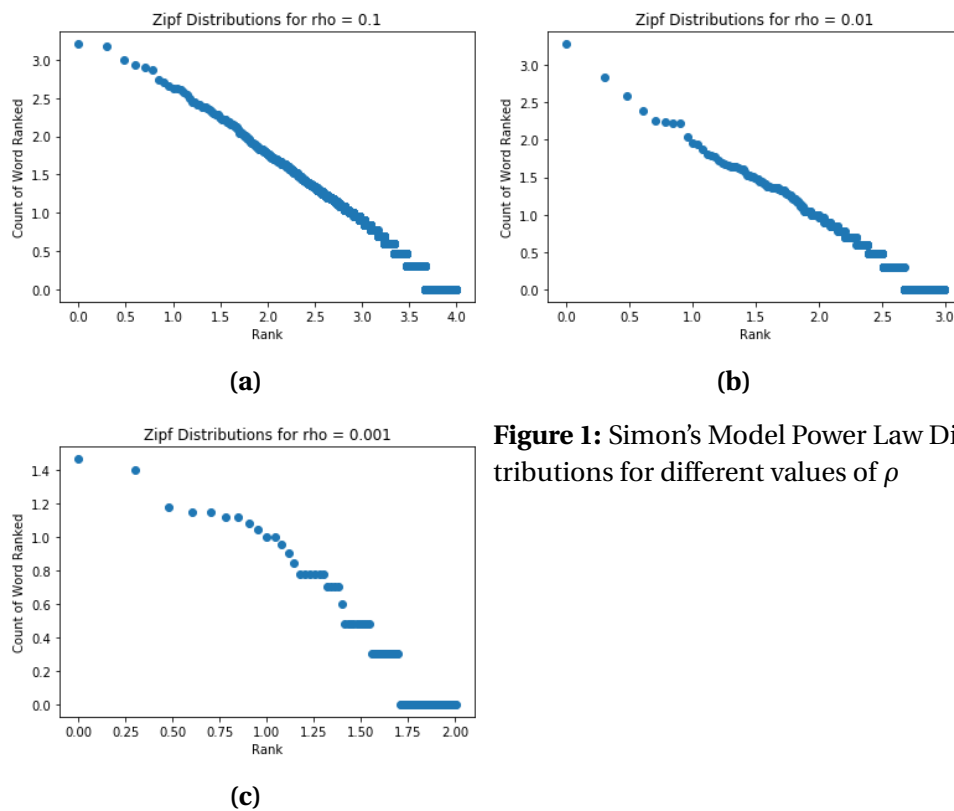 Zipf Distributions for rho = 0.1
3.0
2.5
2.0
1.5
1.0
0.5
0.0
Count of Word Ranked
0.0 0.5 1.0 1.5 2.0 2.5 3.0 3.5 4.0
Rank
(a)
Zipf Distributions for rho = 0.01
3.0
2.5
2.0
1.5
1.0
0.5
0.0
Count of Word Ranked
0.0 0.5 1.0 1.5 2.0 2.5 3.0
Rank
(b)
Zipf Distributions for rho = 0.001
1.4
1.2
1.0
0.8
0.6
0.4
0.2
0.0
Count of Word Ranked
0.00 0.25 0.50 0.75 1.00 1.25 1.50 1.75 2.00
Rank
(c)
Figure 1: Simon's Model Power Law Di
tributions for different values of ρ